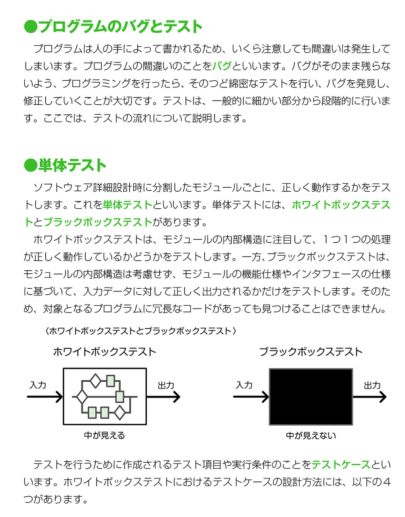 ●プログラムのバグとテスト
プログラムは人の手によって書かれるため、いくら注意しても間違いは発生して
しまいます。プログラムの間違いのことをバグといいます。バグがそのまま残らな
いよう、プログラミングを行ったら、そのつど綿密なテストを行い、バグを発見し、
修正していくことが大切です。テストは、一般的に細かい部分から段階的に行いま
す。ここでは、テストの流れについて説明します。
●単体テスト
ソフトウェア詳細設計時に分割したモジュールごとに、正しく動作するかをテス
トします。これを単体テストといいます。単体テストには、ホワイトボックステス
トとブラックボックステストがあります。
ホワイトボックステストは、モジュールの内部構造に注目して、1つ1つの処理
が正しく動作しているかどうかをテストします。一方、ブラックボックステストは、
モジュールの内部構造は考慮せず、モジュールの機能仕様やインタフェースの仕様
に基づいて、入力データに対して正しく出力されるかだけをテストします。そのた
め、対象となるプログラムに冗長なコードがあっても見つけることはできません。
〈ホワイトボックステストとブラックボックステスト〉
ホワイトボックステスト
入力
出力
中が見える
ブラックボックステスト
入力
出力
中が見えない
テストを行うために作成されるテスト項目や実行条件のことをテストケースとい
います。ホワイトボックステストにおけるテストケースの設計方法には、以下の4
つがあります。